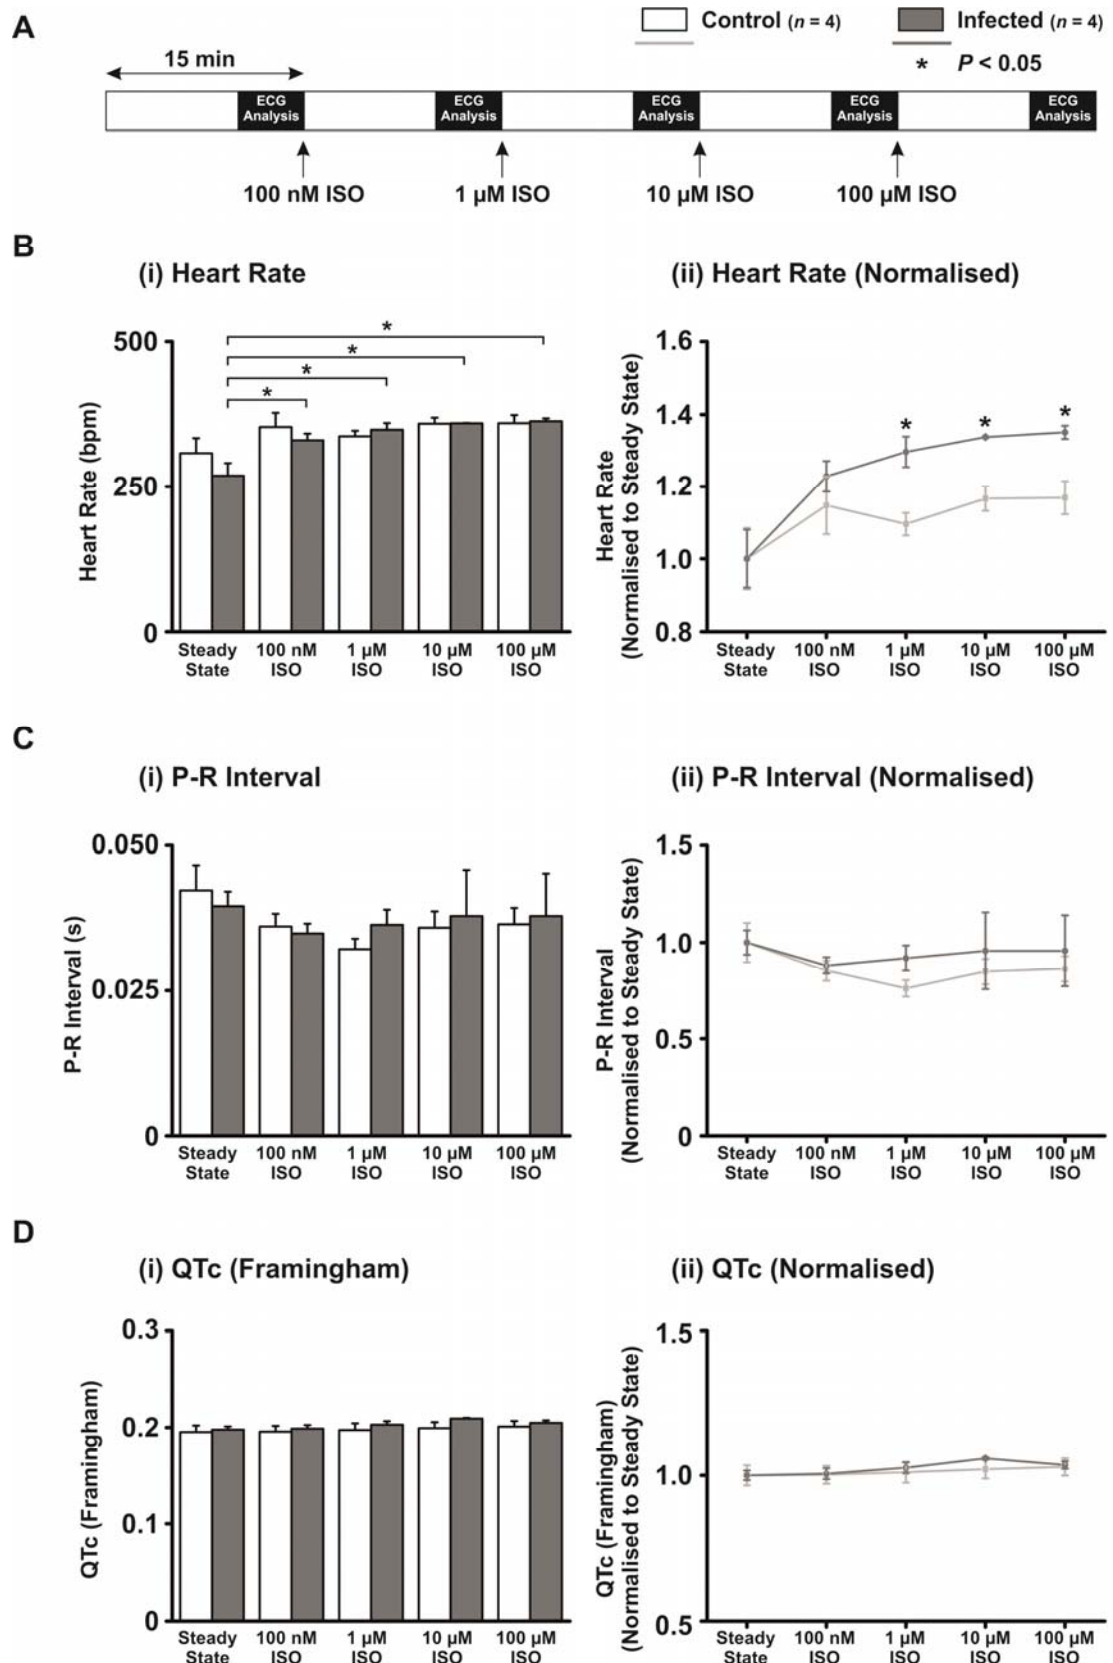 A
Control (n = 4)
Infected (n = 4)
* P < 0.05
15 min
ECG Analysis
ECG Analysis
ECG Analysis
ECG Analysis
ECG Analysis
100 nM ISO
1 µM ISO
10 µM ISO
100 µM ISO
B
(i) Heart Rate
Heart Rate (bpm)
500
250
0
*
*
*
*
Steady State
100 nM ISO
1 µM ISO
10 µM ISO
100 µM ISO
(ii) Heart Rate (Normalised)
Heart Rate
(Normalised to Steady State)
1.6
1.4
1.2
1.0
0.8
* * *
Steady State
100 nM ISO
1 µM ISO
10 µM ISO
100 µM ISO
C
(i) P-R Interval
P-R Interval (s)
0.050
0.025
0
Steady State
100 nM ISO
1 µM ISO
10 µM ISO
100 µM ISO
(ii) P-R Interval (Normalised)
P-R Interval
(Normalised to Steady State)
1.5
1.0
0.5
0
Steady State
100 nM ISO
1 µM ISO
10 µM ISO
100 µM ISO
D
(i) QTc (Framingham)
QTc (Framingham)
0.3
0.2
0.1
0
Steady State
100 nM ISO
1 µM ISO
10 µM ISO
100 µM ISO
(ii) QTc (Normalised)
QTc (Framingham)
(Normalised to Steady State)
1.5
1.0
0.5
Steady State
100 nM ISO
1 µM ISO
10 µM ISO
100 µM ISO